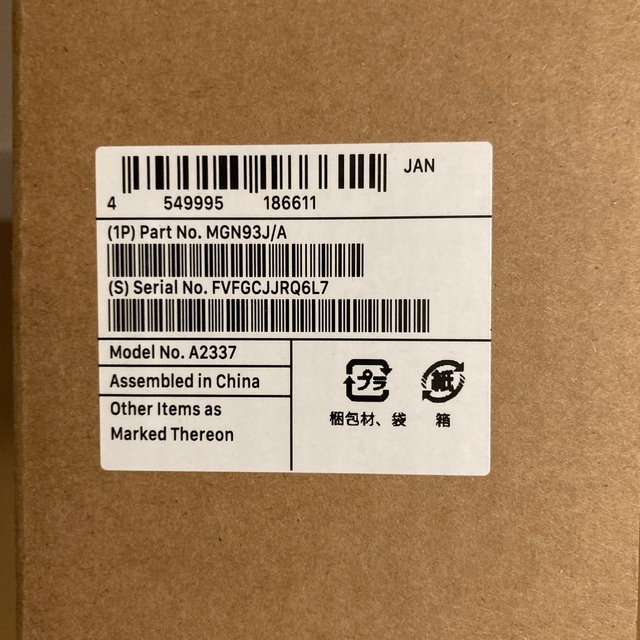 JAN
4 549995 186611
(1P) Part No. MGN93J/A
(S) Serial No. FVFGCJJRQ6L7
Model No. A2337
Assembled in China
Other Items as
Marked Thereon
プラ 紙
梱包材、袋 箱